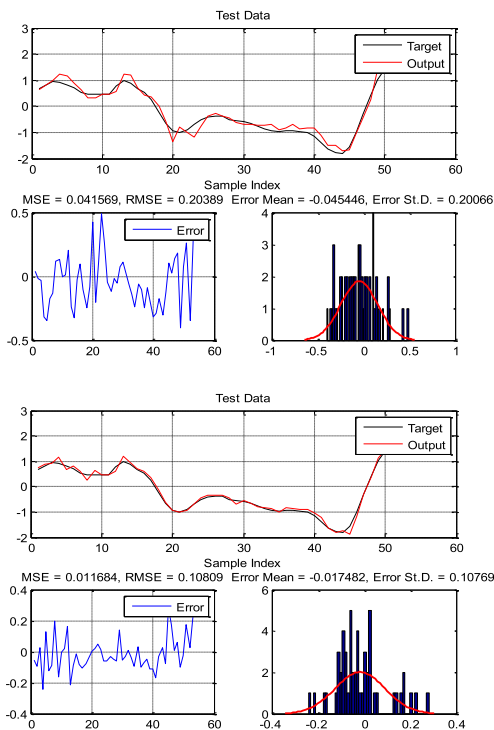 Test Data
3
2
1
0
-1
-2
0 10 20 30 40 50 60
Target
Output
Sample Index
MSE = 0.041569, RMSE = 0.20389 Error Mean = -0.045446, Error St.D. = 0.20066
0.5
0
-0.5
0 20 40 60
Error
4
3
2
1
0
-1 -0.5 0 0.5 1
Test Data
3
2
1
0
-1
-2
0 10 20 30 40 50 60
Target
Output
Sample Index
MSE = 0.011684, RMSE = 0.10809 Error Mean = -0.017482, Error St.D. = 0.10769
0.4
0.2
0
-0.2
-0.4
0 20 40 60
Error
6
4
2
0
-0.4 -0.2 0 0.2 0.4